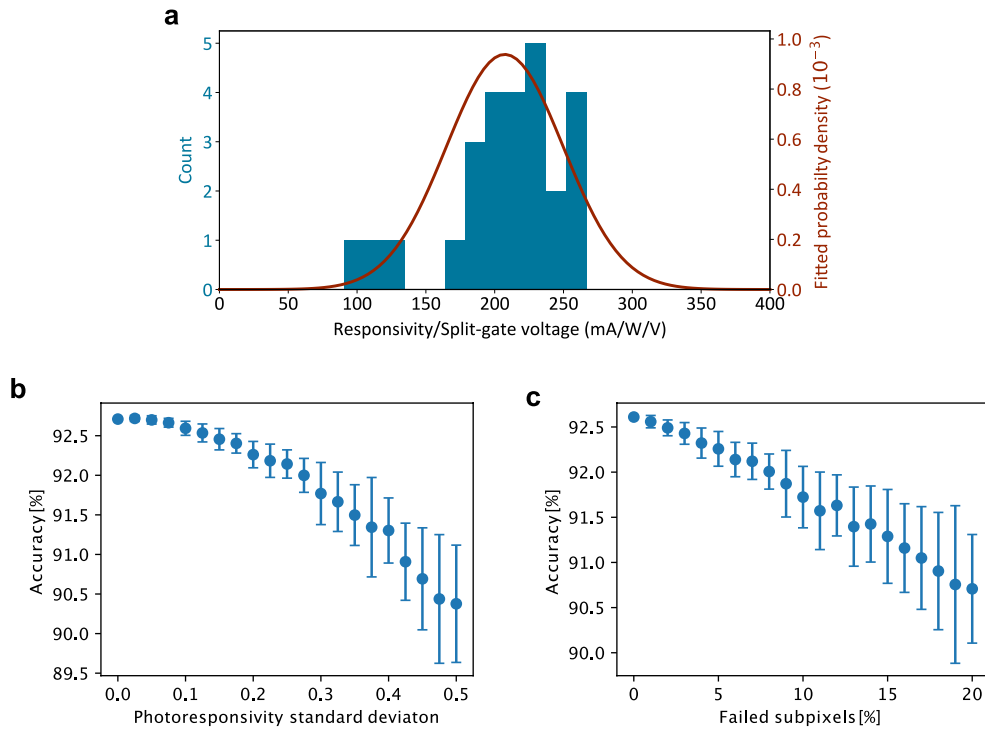 a
5
4
3
2
1
0
Count
1.0
0.8
0.6
0.4
0.2
0.0
Fitted probabilty density (10⁻³)
0 50 100 150 200 250 300 350 400
Responsivity/Split-gate voltage (mA/W/V)
b
92.5
92.0
91.5
91.0
90.5
90.0
89.5
Accuracy[%]
0.0 0.1 0.2 0.3 0.4 0.5
Photoresponsivity standard deviaton
c
92.5
92.0
91.5
91.0
90.5
90.0
Accuracy[%]
0 5 10 15 20
Failed subpixels[%]